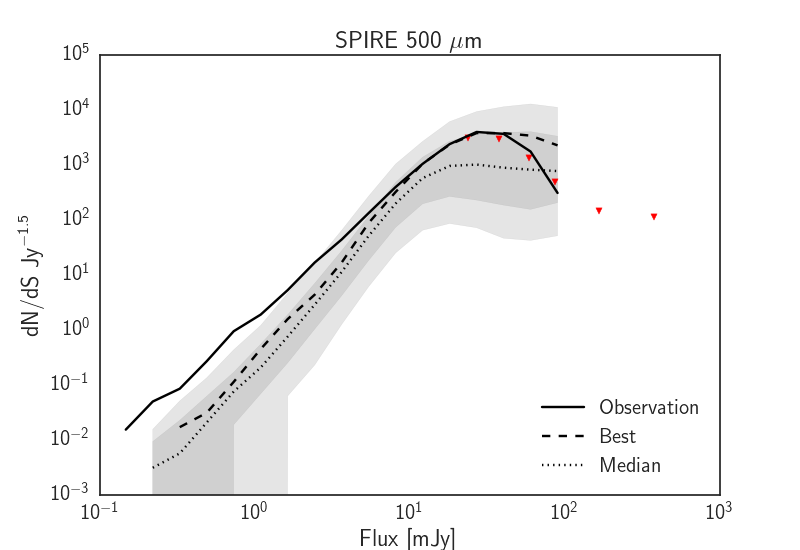 SPIRE 500 μm
10^5
10^4
10^3
10^2
10^1
10^0
10^−1
10^−2
10^−3
dN/dS Jy^−1.5
Observation
Best
Median
10^−1 10^0 10^1 10^2 10^3
Flux [mJy]